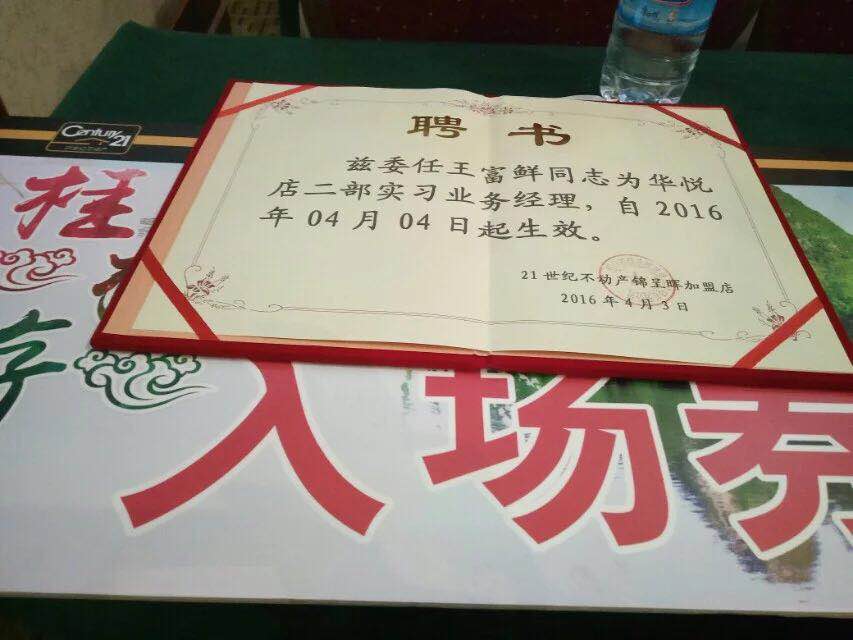 Century 21
聘书
兹委任王富鲜同志为华悦
店二部实习业务经理，自2016
年04月04日起生效。
21世纪不动产锦呈晖加盟店
2016年4月3日
桂
入场券